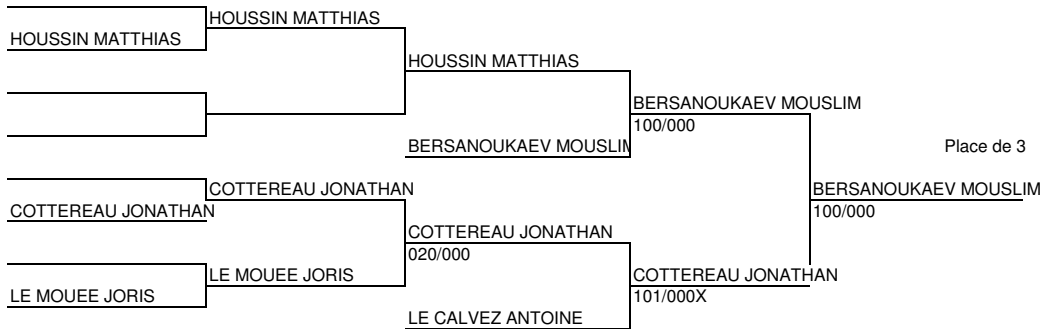 HOUSSIN MATTHIAS
HOUSSIN MATTHIAS
HOUSSIN MATTHIAS
BERSANOUKAEV MOUSLIM
100/000
BERSANOUKAEV MOUSLIM
Place de 3
COTTEREAU JONATHAN
BERSANOUKAEV MOUSLIM
COTTEREAU JONATHAN
100/000
COTTEREAU JONATHAN
020/000
LE MOUEE JORIS
COTTEREAU JONATHAN
LE MOUEE JORIS
101/000X
LE CALVEZ ANTOINE